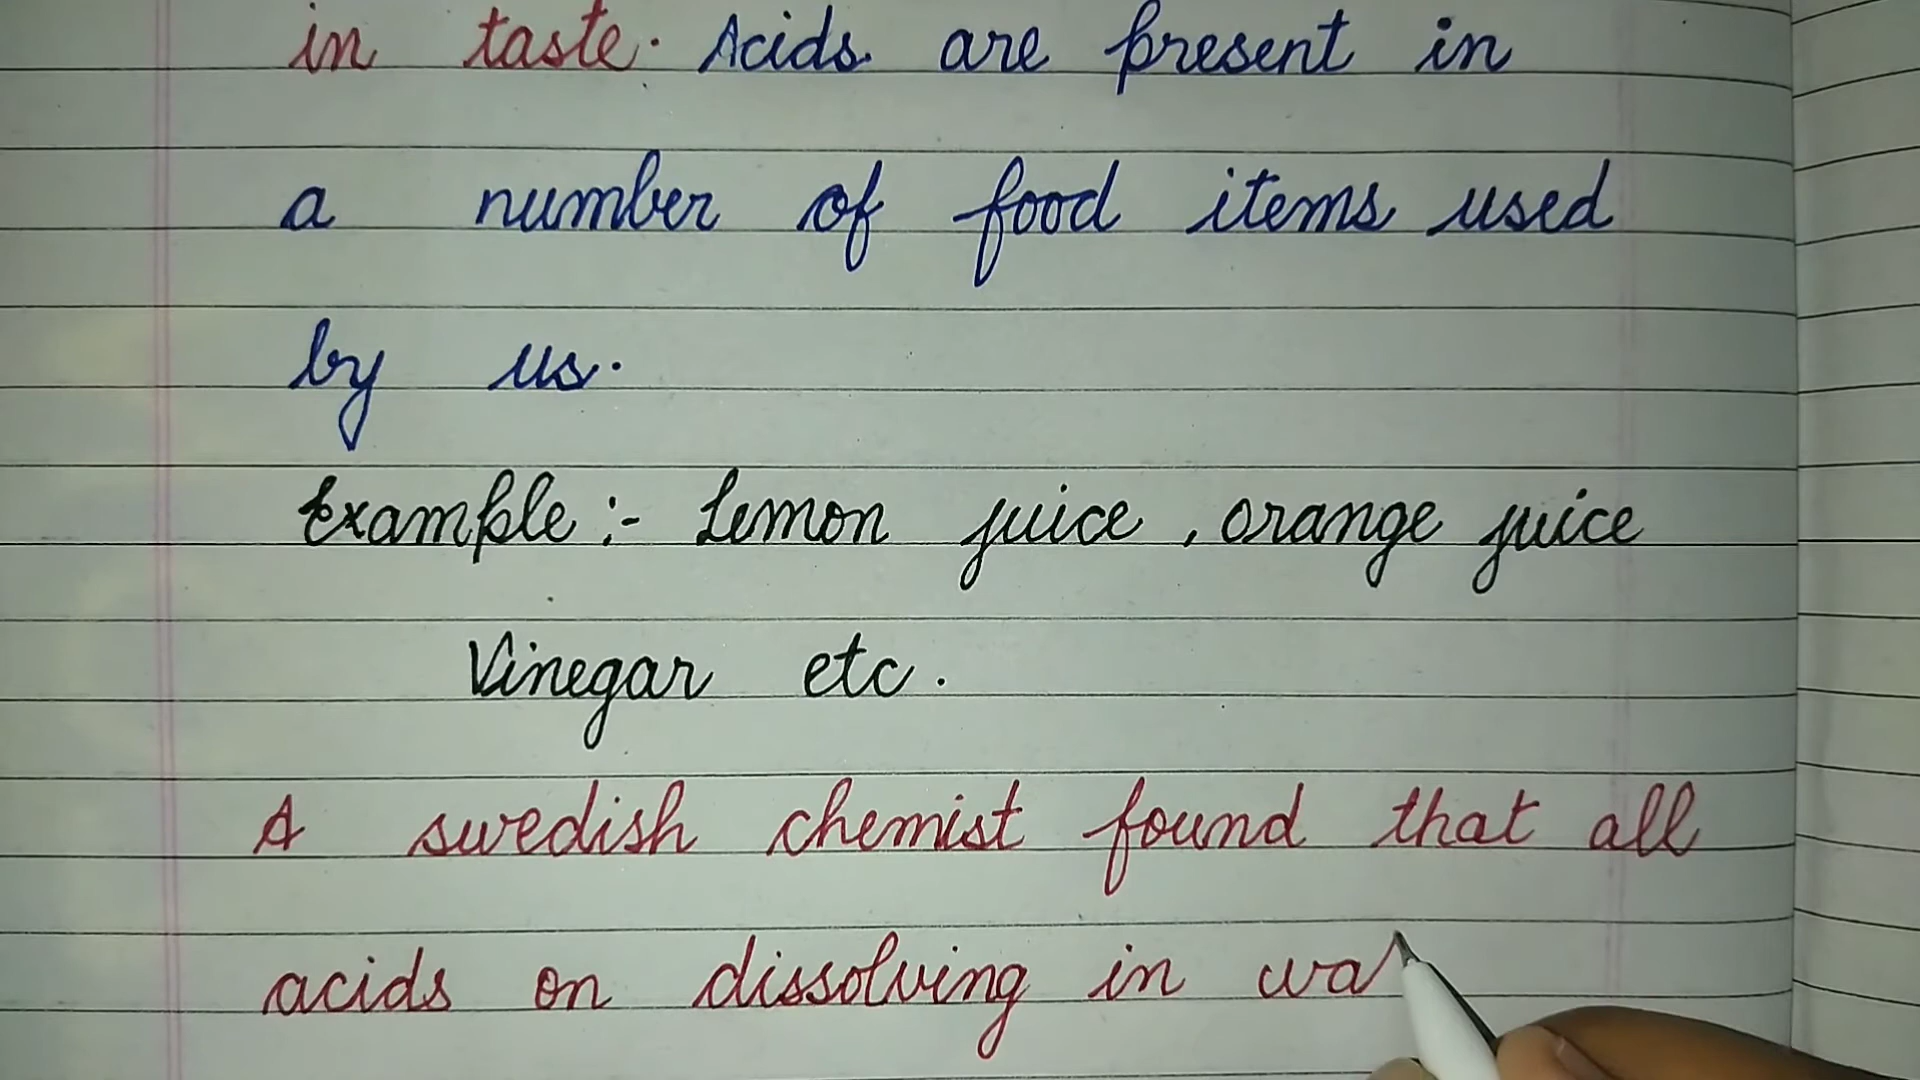 in taste. Acids are present in
a number of food items used
by us.
Example :- Lemon juice, orange juice
Vinegar etc.
A swedish chemist found that all
acids on dissolving in wa